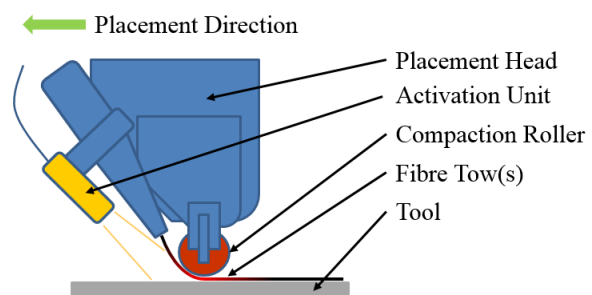 Placement Direction
Placement Head
Activation Unit
Compaction Roller
Fibre Tow(s)
Tool